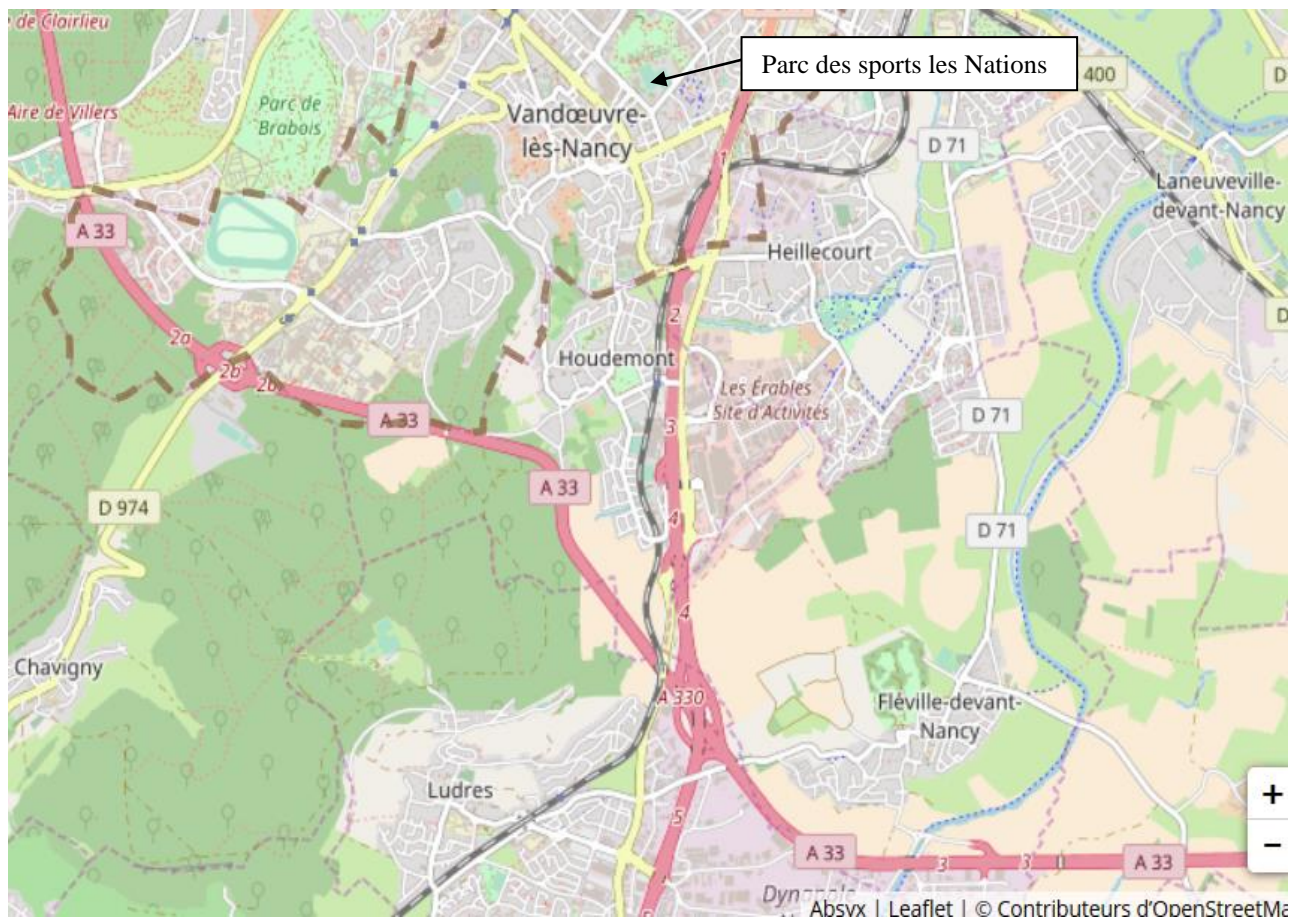 de Clairlieu
Parc des sports les Nations
400
D
Aire de Villers
Parc de
Brabois
Vandœuvre-
lès-Nancy
1
D 71
Laneuveville-
devant-Nancy
A 33
Heillecourt
2
D
2a
2b
2b
Houdemont
Les Érables
Site d'Activités
A 33
3
D 71
A 33
D 974
4
D 71
4
Chavigny
A 330
Fléville-devant-
Nancy
Ludres
+
5
−
A 33
3
3
A 33
Dynapole
5
Absyx | Leaflet | © Contributeurs d'OpenStreetMa